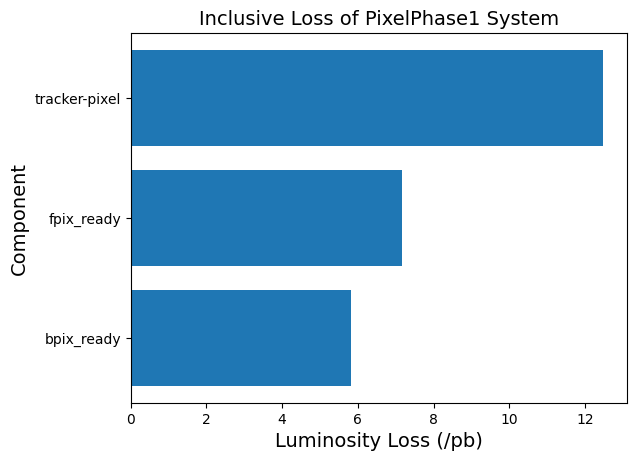 Inclusive Loss of PixelPhase1 System
Component
tracker-pixel
fpix_ready
bpix_ready
0 2 4 6 8 10 12
Luminosity Loss (/pb)